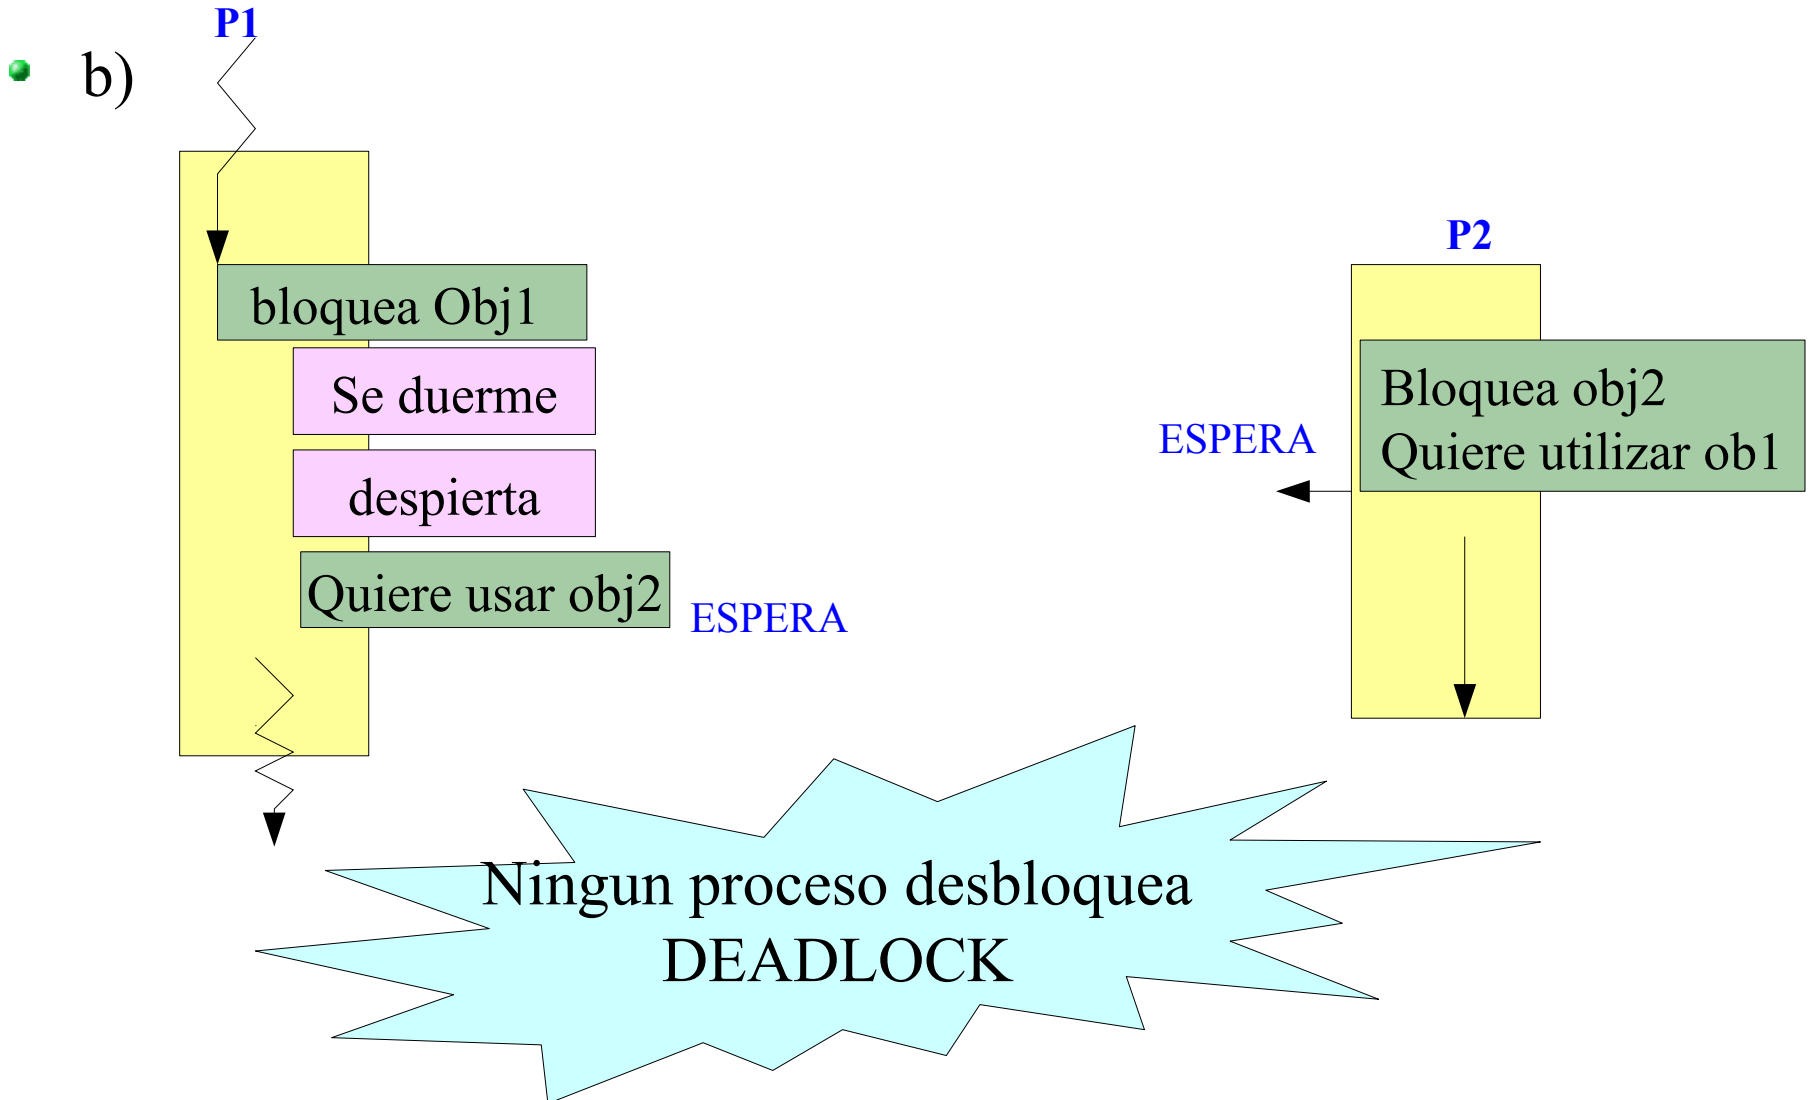 P1
b)
P2
bloquea Obj1
Se duerme
Bloquea obj2
ESPERA
Quiere utilizar ob1
despierta
Quiere usar obj2
ESPERA
Ningun proceso desbloquea
DEADLOCK